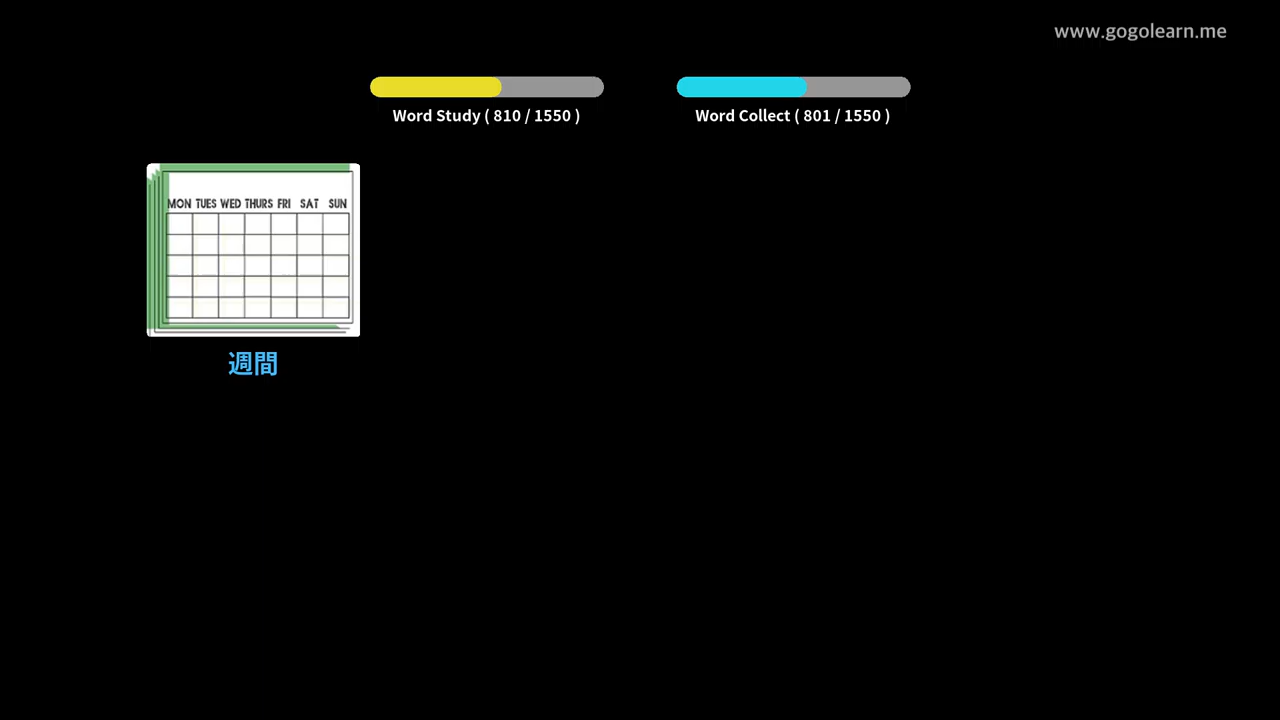 www.gogolearn.me
Word Study ( 810 / 1550 )
Word Collect ( 801 / 1550 )
MON TUES WED THURS FRI SAT SUN
週間